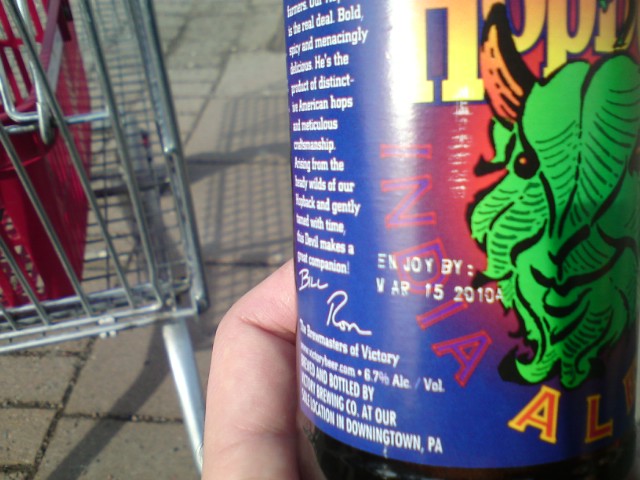 farmers. Our
is the real deal. Bold,
spicy and menacingly
delicious. He's the
product of distinct-
ive American hops
and meticulous
craftsmanship.
Arising from the
heady wilds of our
Hopback and gently
tamed with time,
this Devil makes a
great companion!
Bill
Ron
The Brewmasters of Victory
www.victorybeer.com • 6.7% Alc. / Vol.
BREWED AND BOTTLED BY
VICTORY BREWING CO. AT OUR
SOLE LOCATION IN DOWNINGTOWN, PA
HopD
INDIA
ALE
ENJOY BY:
MAR 15 2010A